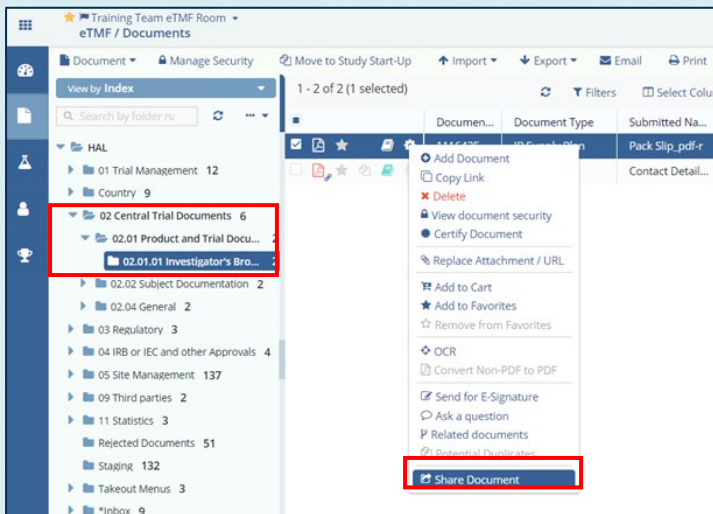 Training Team eTMF Room
eTMF / Documents
Document Manage Security Move to Study Start-Up Import Export Email Print
View by Index
1 - 2 of 2 (1 selected) Filters Select Colu
Search by folder
Documen... Document Type Submitted Na...
Pack Slip_pdf-r
Contact Detail...
HAL
01 Trial Management 12
Country 9
02 Central Trial Documents 6
02.01 Product and Trial Docu...
02.01.01 Investigator's Bro...
02.02 Subject Documentation 2
02.04 General 2
03 Regulatory 3
04 IRB or IEC and other Approvals 4
05 Site Management 137
09 Third parties 2
11 Statistics 3
Rejected Documents 51
Staging 132
Takeout Menus 3
*Inbox 9
Add Document
Copy Link
Delete
View document security
Certify Document
Replace Attachment / URL
Add to Cart
Add to Favorites
Remove from Favorites
OCR
Convert Non-PDF to PDF
Send for E-Signature
Ask a question
Related documents
Potential Duplicates
Share Document